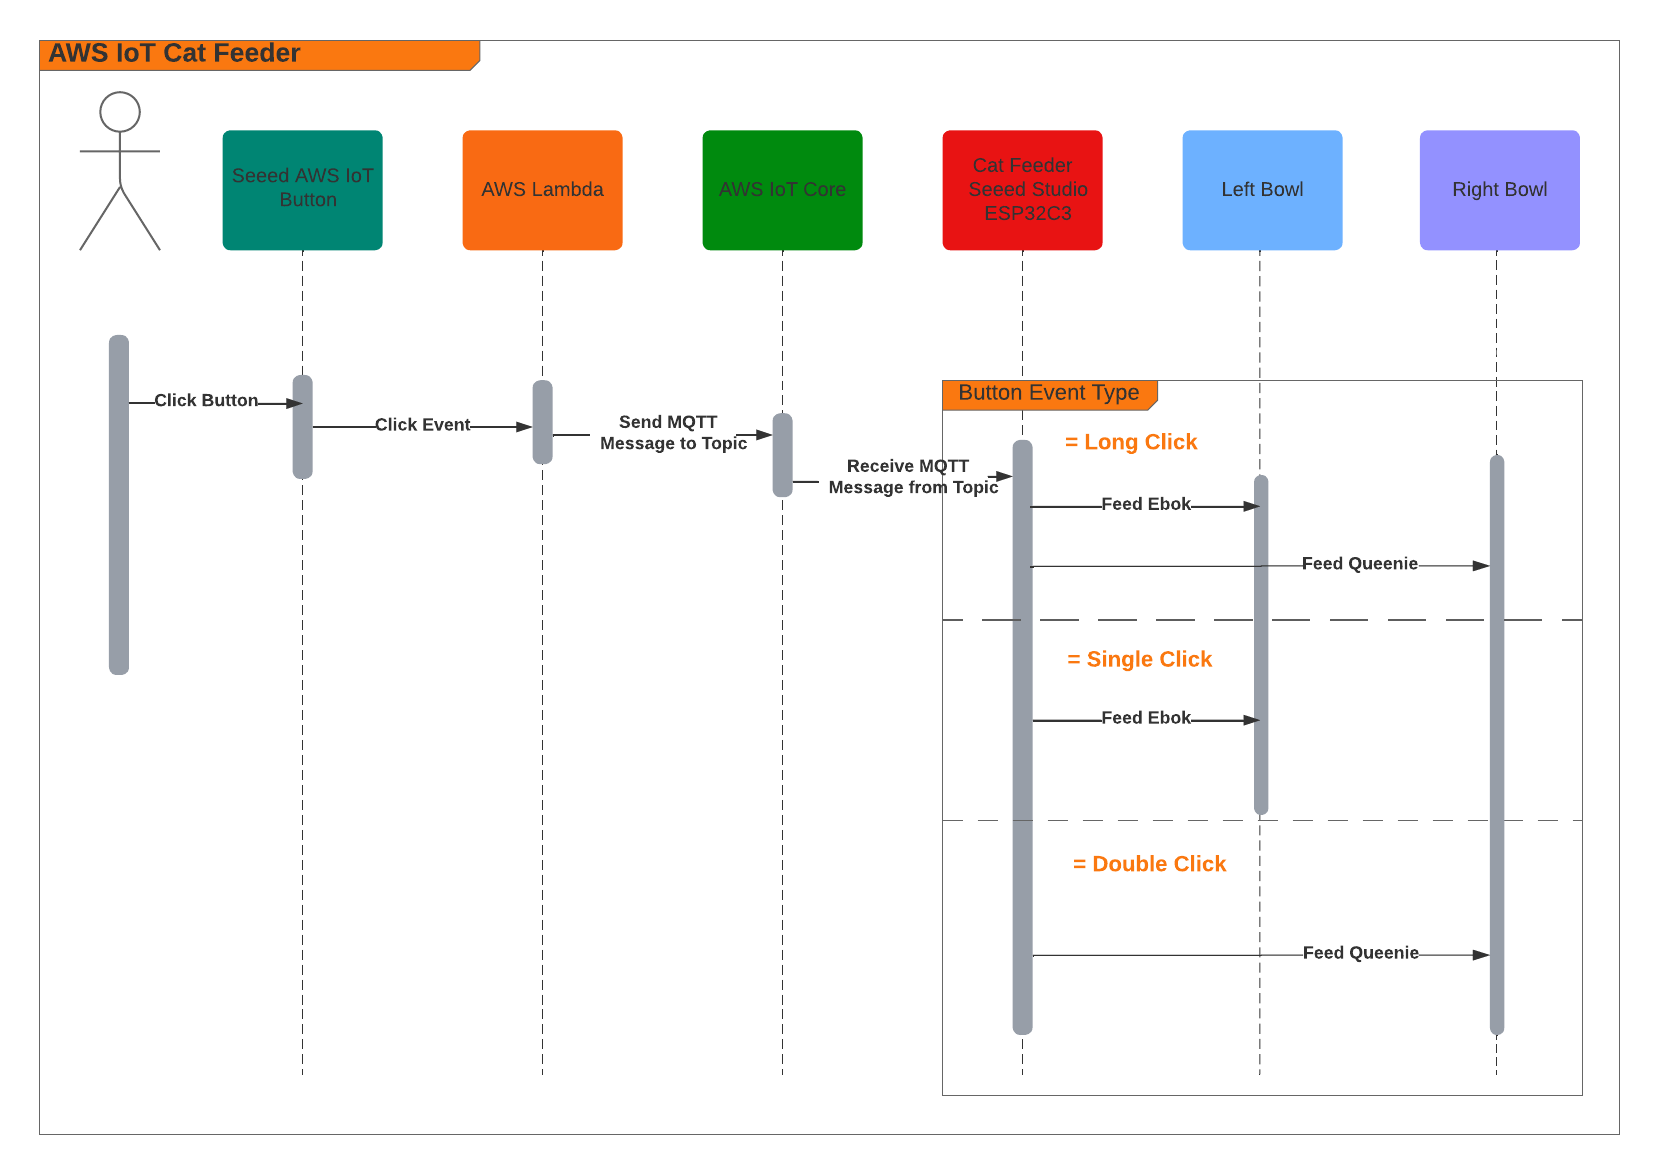 AWS IoT Cat Feeder
Seeed AWS IoT
Button
AWS Lambda
AWS IoT Core
Cat Feeder
Seeed Studio
ESP32C3
Left Bowl
Right Bowl
Button Event Type
Click Button
Click Event
Send MQTT
Message to Topic
Receive MQTT
Message from Topic
= Long Click
Feed Ebok
Feed Queenie
= Single Click
Feed Ebok
= Double Click
Feed Queenie